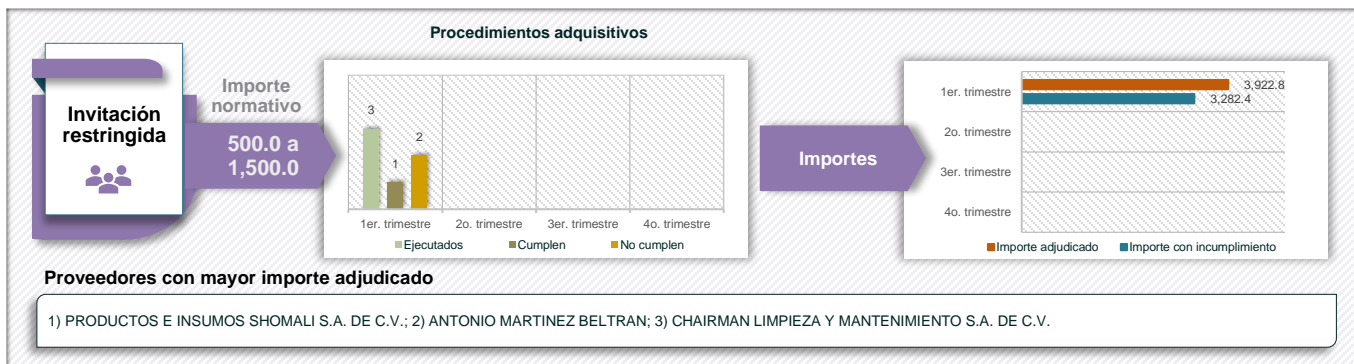 Procedimientos adquisitivos
Invitación
restringida
Importe
normativo
500.0 a
1,500.0
3
1
2
1er. trimestre
2o. trimestre
3er. trimestre
4o. trimestre
Ejecutados
Cumplen
No cumplen
Importes
1er. trimestre
3,922.8
3,282.4
2o. trimestre
3er. trimestre
4o. trimestre
Importe adjudicado
Importe con incumplimiento
Proveedores con mayor importe adjudicado
1) PRODUCTOS E INSUMOS SHOMALI S.A. DE C.V.; 2) ANTONIO MARTINEZ BELTRAN; 3) CHAIRMAN LIMPIEZA Y MANTENIMIENTO S.A. DE C.V.